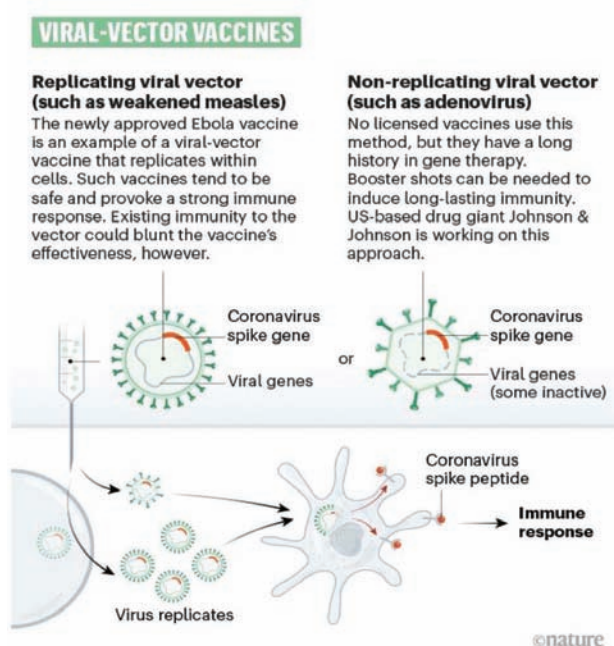 VIRAL-VECTOR VACCINES
Replicating viral vector
(such as weakened measles)
The newly approved Ebola vaccine
is an example of a viral-vector
vaccine that replicates within
cells. Such vaccines tend to be
safe and provoke a strong immune
response. Existing immunity to the
vector could blunt the vaccine's
effectiveness, however.
Non-replicating viral vector
(such as adenovirus)
No licensed vaccines use this
method, but they have a long
history in gene therapy.
Booster shots can be needed to
induce long-lasting immunity.
US-based drug giant Johnson &
Johnson is working on this
approach.
Coronavirus
spike gene
Viral genes
or
Coronavirus
spike gene
Viral genes
(some inactive)
Coronavirus
spike peptide
Immune
response
Virus replicates
©nature